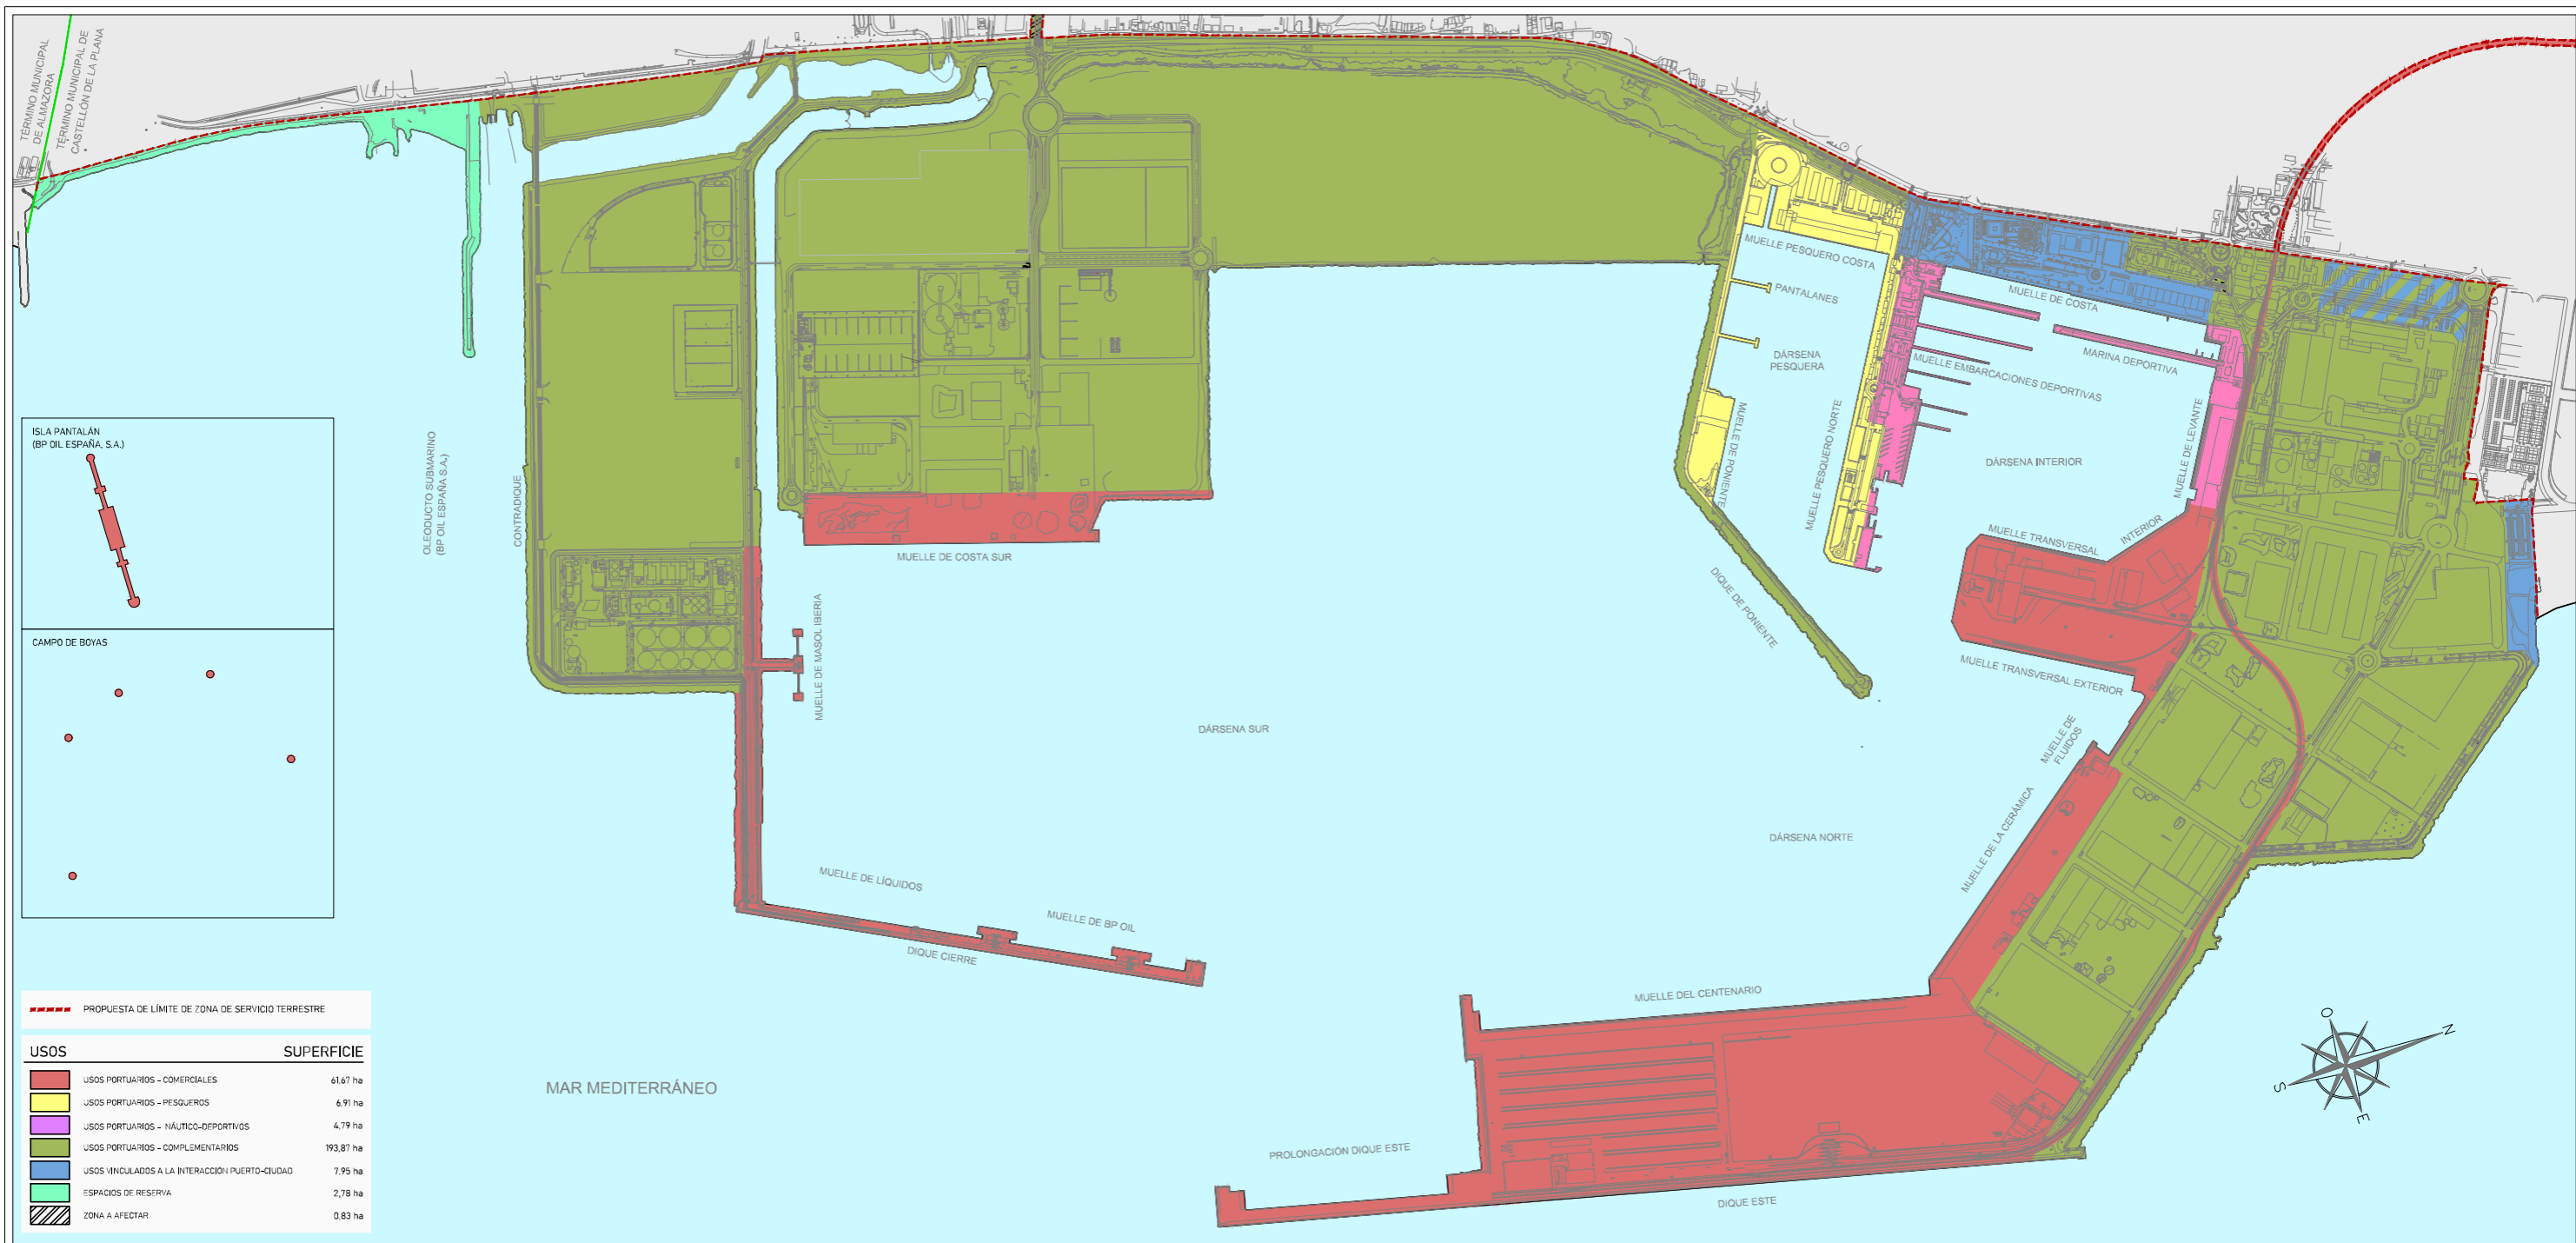 TÉRMINO MUNICIPAL
DE ALMAZORA
TÉRMINO MUNICIPAL DE
CASTELLÓN DE LA PLANA
MUELLE PESQUERO COSTA
PANTALANES
DÁRSENA
PESQUERA
MUELLE DE PONIENTE
MUELLE PESQUERO NORTE
MUELLE DE COSTA
MARINA DEPORTIVA
MUELLE EMBARCACIONES DEPORTIVAS
MUELLE DE LEVANTE
DÁRSENA INTERIOR
MUELLE TRANSVERSAL
INTERIOR
MUELLE TRANSVERSAL EXTERIOR
DIQUE DE PONIENTE
ISLA PANTALÁN
(BP OIL ESPAÑA, S.A.)
OLEODUCTO SUBMARINO
(BP OIL ESPAÑA S.A.)
CONTRADIQUE
MUELLE DE COSTA SUR
MUELLE DE MASOL IBERIA
CAMPO DE BOYAS
DÁRSENA SUR
MUELLE DE
FLUIDOS
MUELLE DE LA CERÁMICA
DÁRSENA NORTE
MUELLE DE LÍQUIDOS
MUELLE DE BP OIL
DIQUE CIERRE
MUELLE DEL CENTENARIO
PROLONGACIÓN DIQUE ESTE
DIQUE ESTE
MAR MEDITERRÁNEO
O
N
S
E
PROPUESTA DE LÍMITE DE ZONA DE SERVICIO TERRESTRE
USOS SUPERFICIE
USOS PORTUARIOS - COMERCIALES 61,67 ha
USOS PORTUARIOS - PESQUEROS 6,91 ha
USOS PORTUARIOS - NÁUTICO-DEPORTIVOS 4,79 ha
USOS PORTUARIOS - COMPLEMENTARIOS 193,87 ha
USOS VINCULADOS A LA INTERACCIÓN PUERTO-CIUDAD 7,95 ha
ESPACIOS DE RESERVA 2,78 ha
ZONA A AFECTAR 0,83 ha